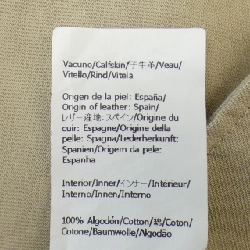 Vacuno/Calfskin/子牛革/Veau/
Vitello/Rind/Vitela
Origen de la piel: España/
Origin of leather: Spain/
レザー産地:スペイン/Origine du
cuir: Espagne/Origine della
pelle: Spagna/Lederherkunft:
Spanien/Origem da pele:
Espanha
Interior/Inner/インナー/Intérieur/
Interno/Innen/Interno
100% Algodón/Cotton/綿/Coton/
Cotone/Baumwolle/Algodão